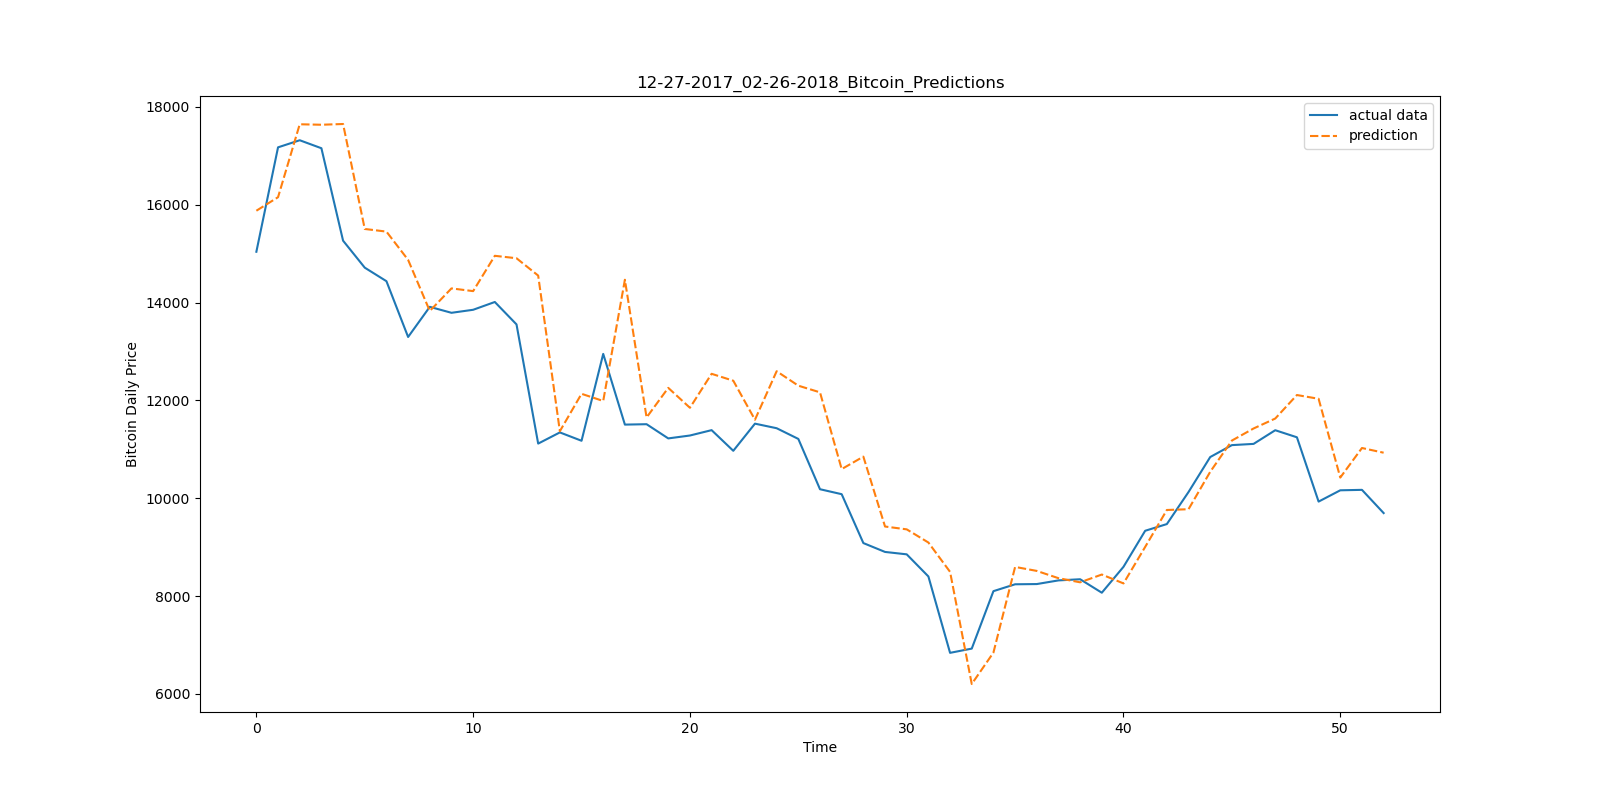 12-27-2017_02-26-2018_Bitcoin_Predictions
actual data
prediction
Bitcoin Daily Price
18000
16000
14000
12000
10000
8000
6000
0 10 20 30 40 50
Time